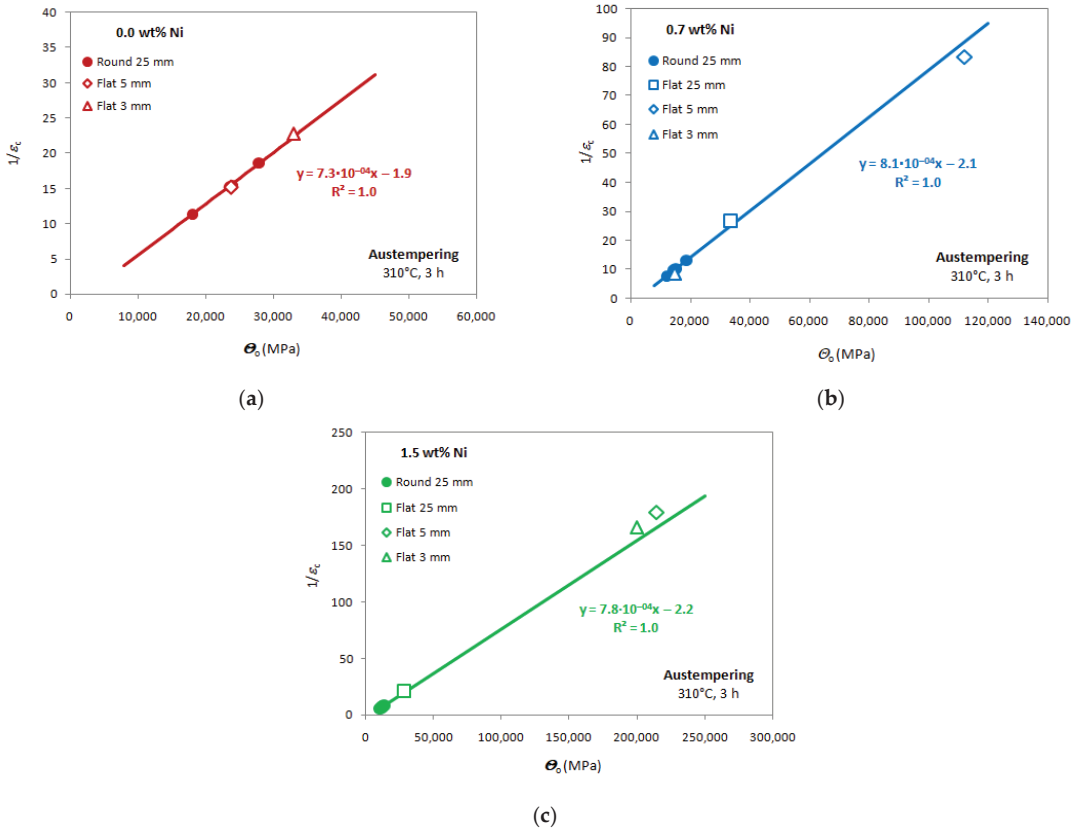 0.0 wt% Ni
Round 25 mm
Flat 5 mm
Flat 3 mm
y = 7.3•10⁻⁰⁴x – 1.9
R² = 1.0
Austempering
310°C, 3 h
40
35
30
25
20
15
10
5
0
1/εc
0 10,000 20,000 30,000 40,000 50,000 60,000
Θo (MPa)
(a)
0.7 wt% Ni
Round 25 mm
Flat 25 mm
Flat 5 mm
Flat 3 mm
y = 8.1•10⁻⁰⁴x – 2.1
R² = 1.0
Austempering
310°C, 3 h
100
90
80
70
60
50
40
30
20
10
0
1/εc
0 20,000 40,000 60,000 80,000 100,000 120,000 140,000
Θo (MPa)
(b)
1.5 wt% Ni
Round 25 mm
Flat 25 mm
Flat 5 mm
Flat 3 mm
y = 7.8·10⁻⁰⁴x – 2.2
R² = 1.0
Austempering
310°C, 3 h
250
200
150
100
50
0
1/εc
0 50,000 100,000 150,000 200,000 250,000 300,000
Θo (MPa)
(c)